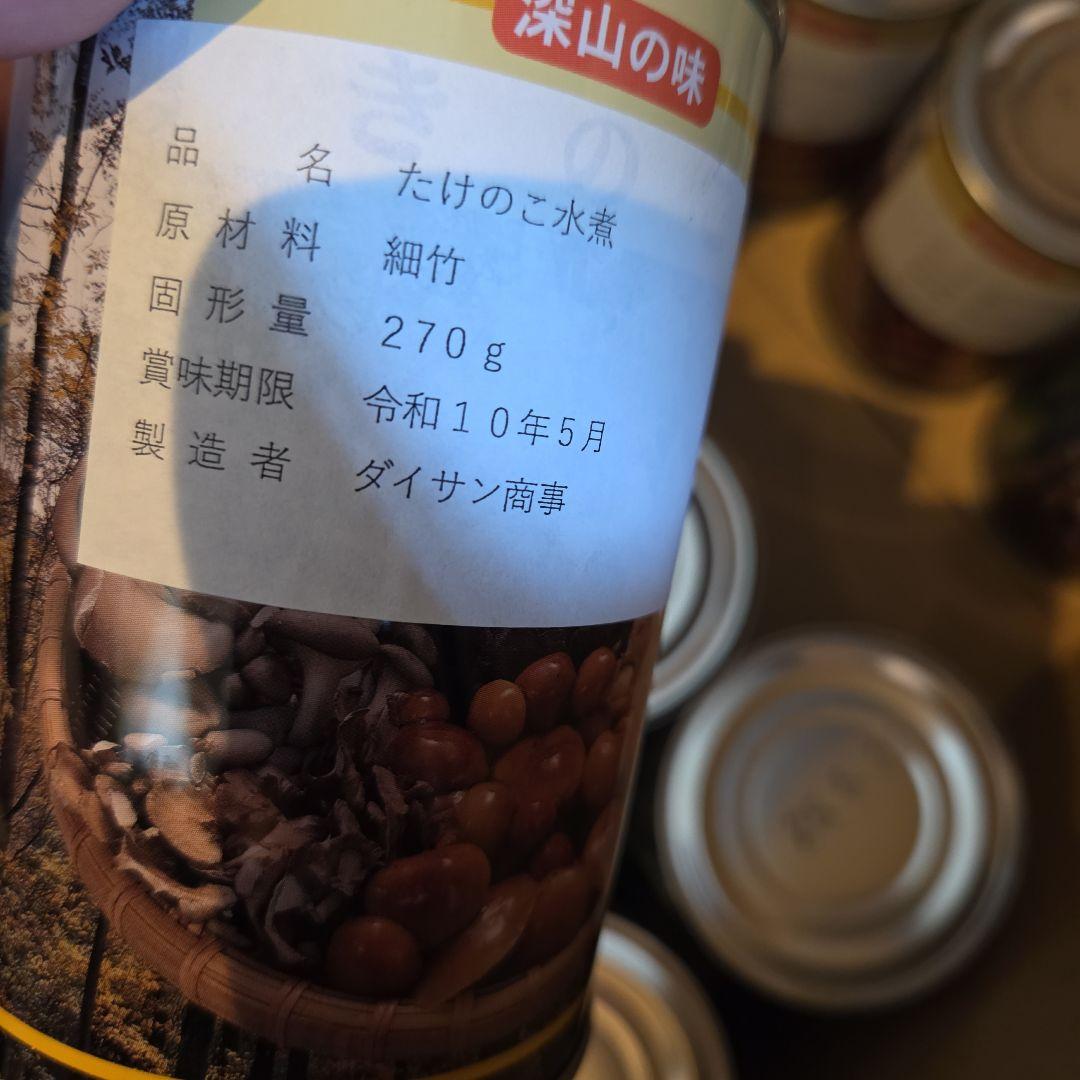 深山の味
品名 たけのこ水煮
原材料 細竹
固形量 270g
賞味期限 令和10年5月
製造者 ダイサン商事